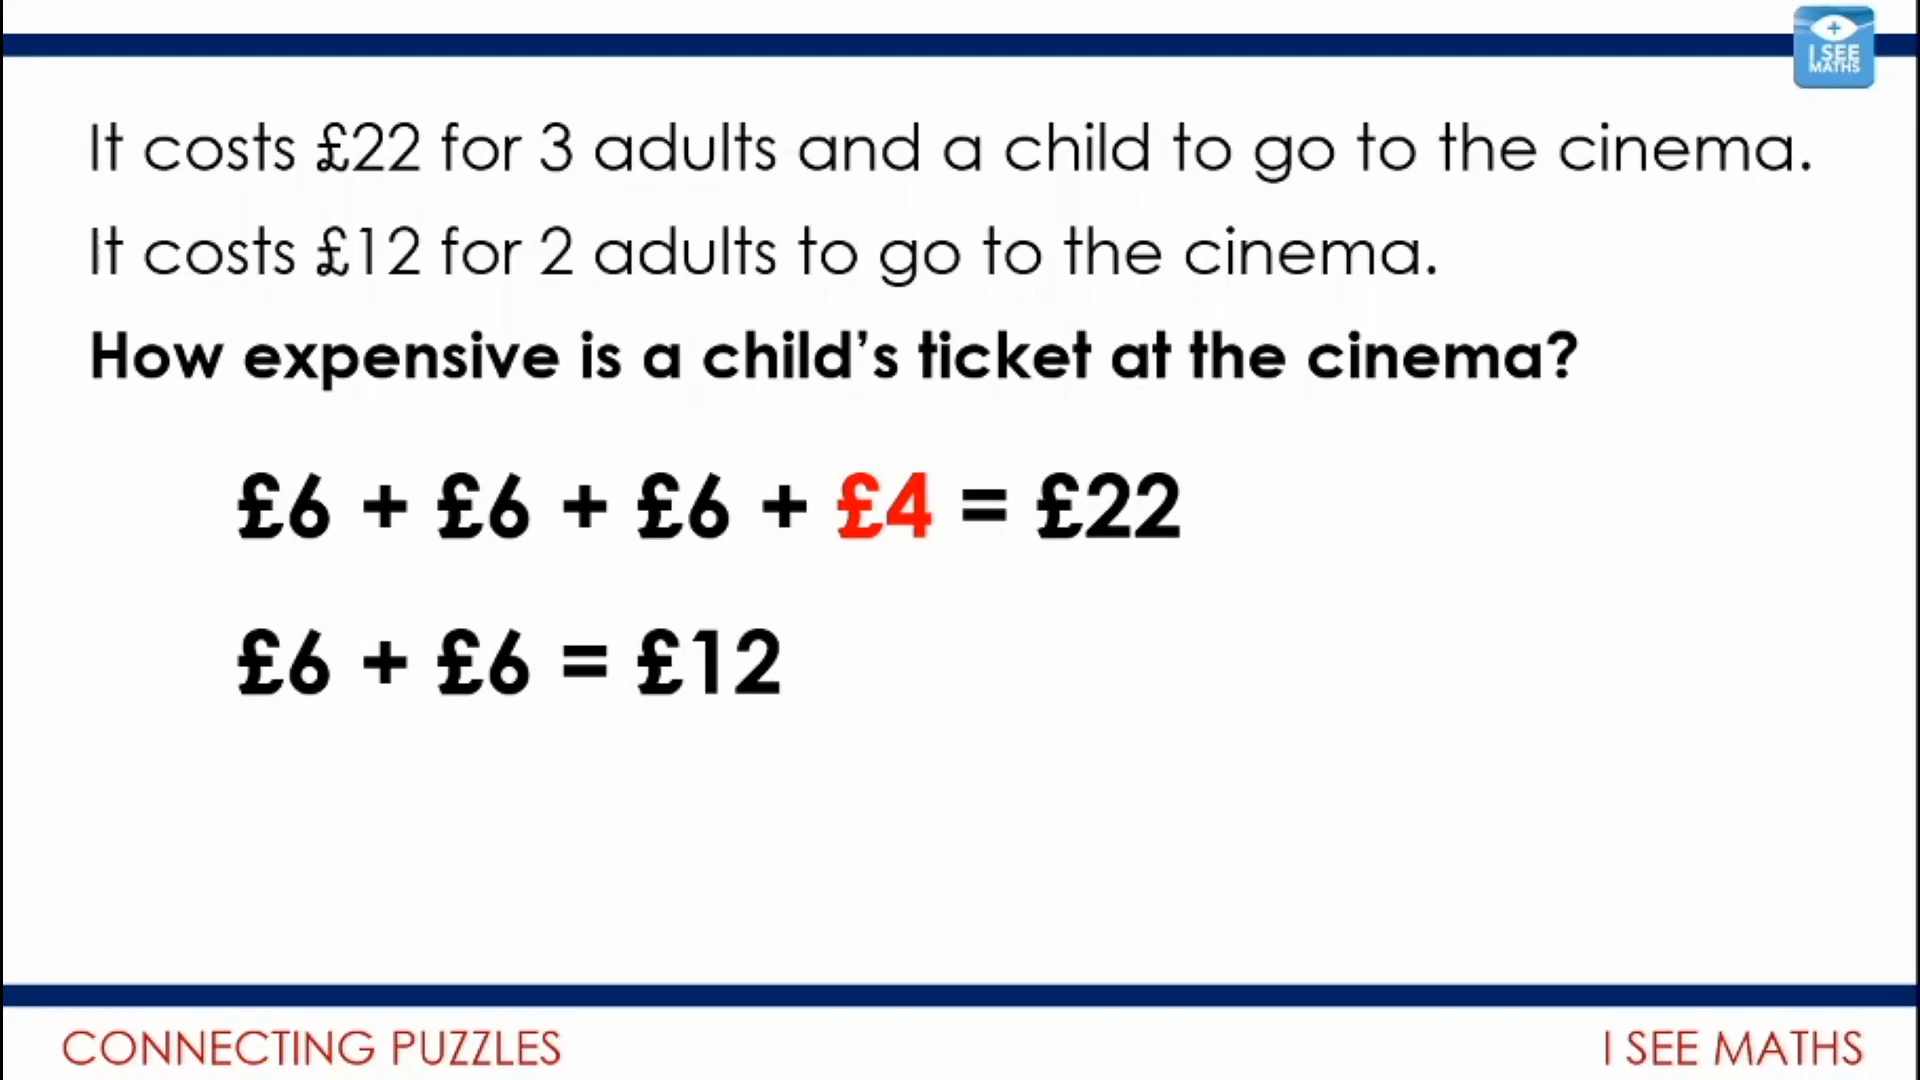 I SEE
MATHS
It costs £22 for 3 adults and a child to go to the cinema.
It costs £12 for 2 adults to go to the cinema.
How expensive is a child’s ticket at the cinema?
£6 + £6 + £6 + £4 = £22
£6 + £6 = £12
CONNECTING PUZZLES
I SEE MATHS